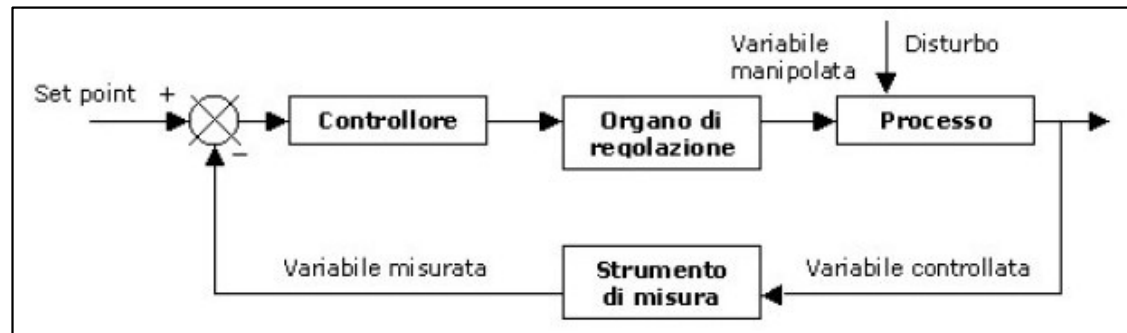 Variabile
manipolata
Disturbo
Set point +
Controllore
Organo di
regolazione
Processo
-
Variabile misurata
Strumento
di misura
Variabile controllata